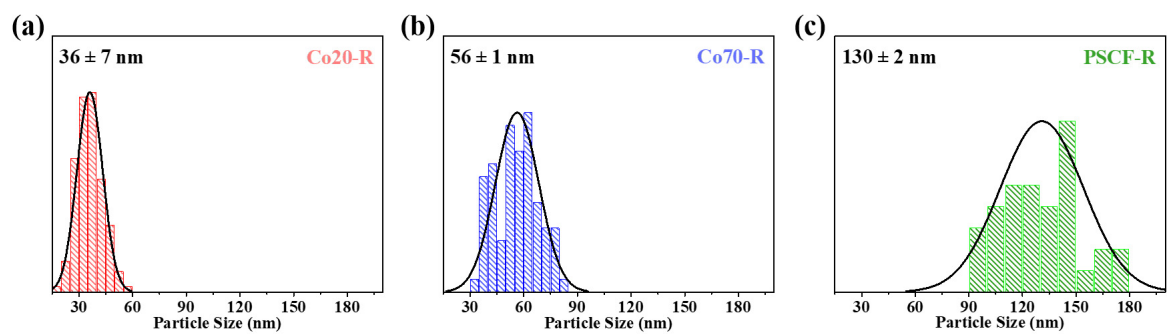 (a)
36 ± 7 nm
Co20-R
30 60 90 120 150 180
Particle Size (nm)
(b)
56 ± 1 nm
Co70-R
30 60 90 120 150 180
Particle Size (nm)
(c)
130 ± 2 nm
PSCF-R
30 60 90 120 150 180
Particle Size (nm)